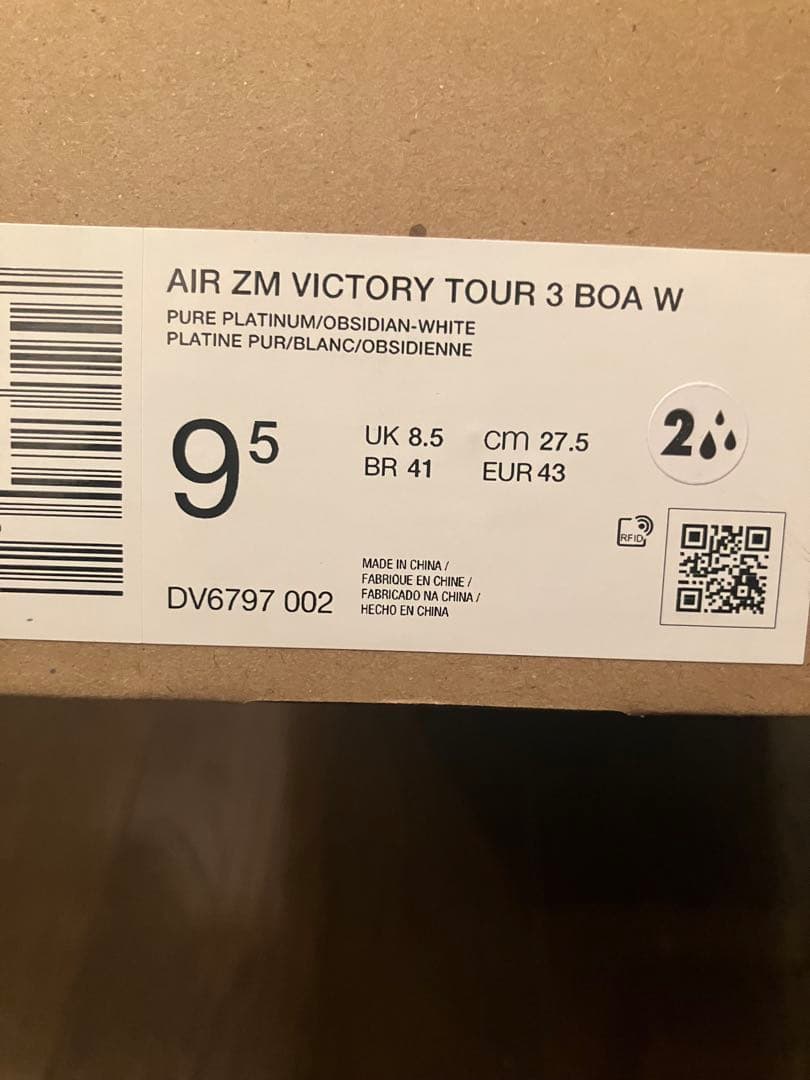 AIR ZM VICTORY TOUR 3 BOA W
PURE PLATINUM/OBSIDIAN-WHITE
PLATINE PUR/BLANC/OBSIDIENNE
9 5
UK 8.5 cm 27.5
BR 41 EUR 43
2
RFID
MADE IN CHINA /
FABRIQUE EN CHINE /
FABRICADO NA CHINA /
HECHO EN CHINA
DV6797 002